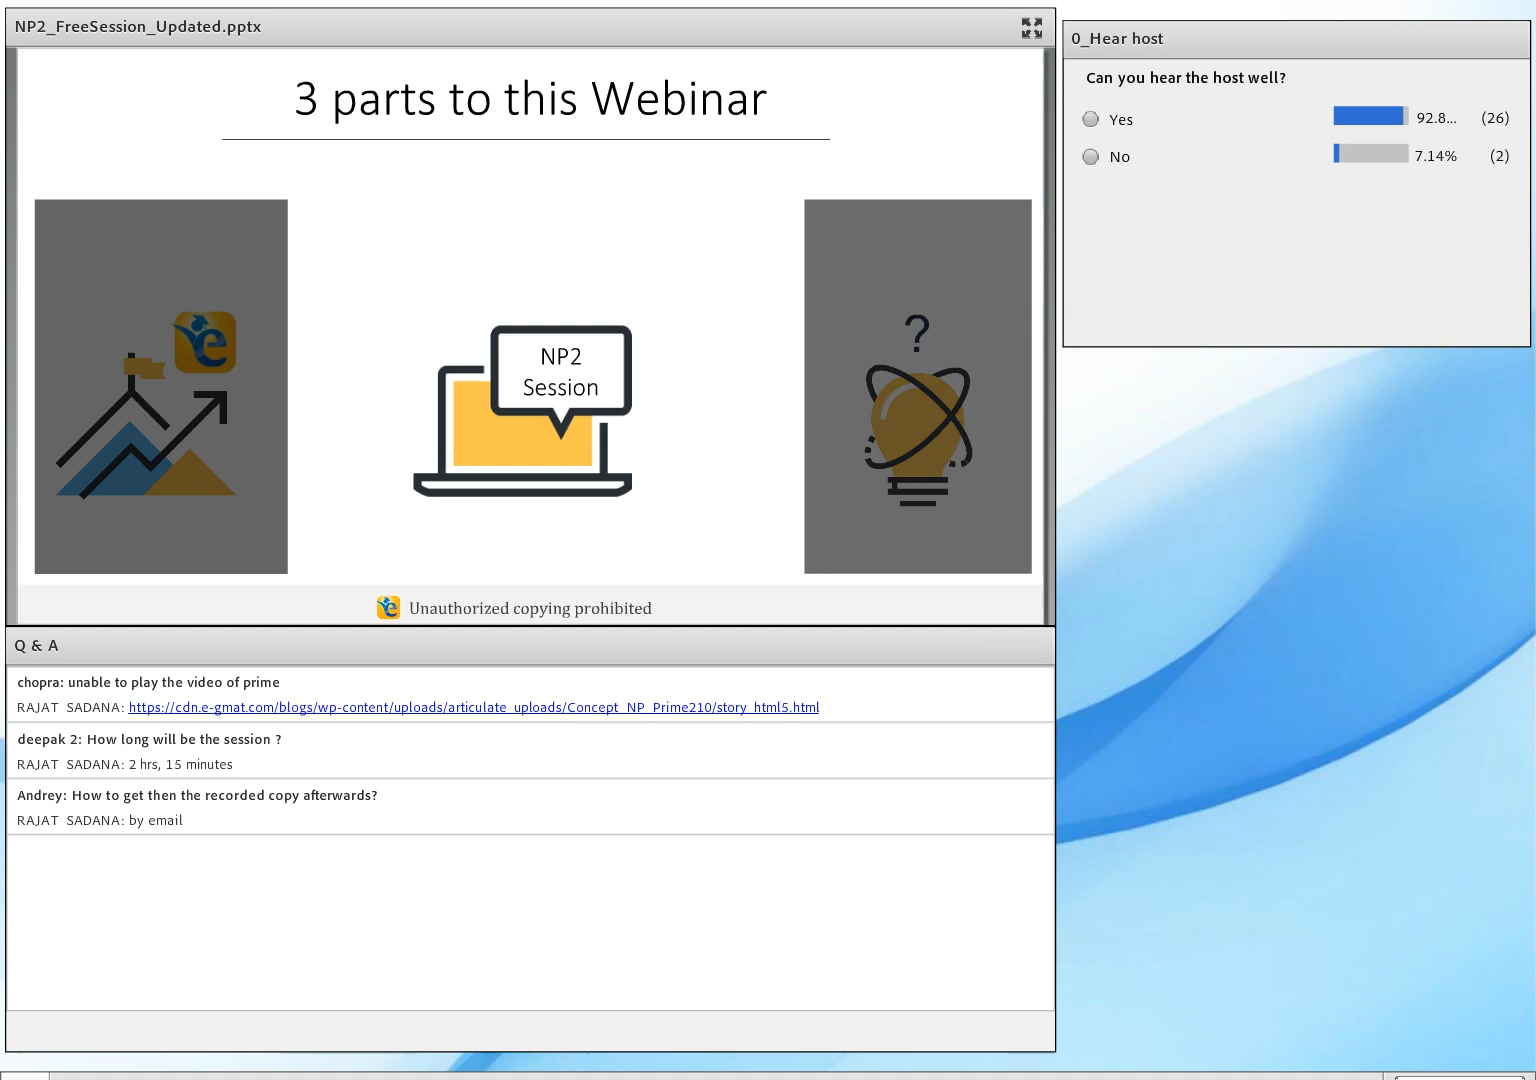 NP2_FreeSession_Updated.pptx
3 parts to this Webinar
?
NP2
Session
Unauthorized copying prohibited
Q & A
chopra: unable to play the video of prime
RAJAT SADANA: https://cdn.e-gmat.com/blogs/wp-content/uploads/articulate_uploads/Concept_NP_Prime210/story_html5.html
deepak 2: How long will be the session ?
RAJAT SADANA: 2 hrs, 15 minutes
Andrey: How to get then the recorded copy afterwards?
RAJAT SADANA: by email
0_Hear host
Can you hear the host well?
Yes 92.8... (26)
No 7.14% (2)